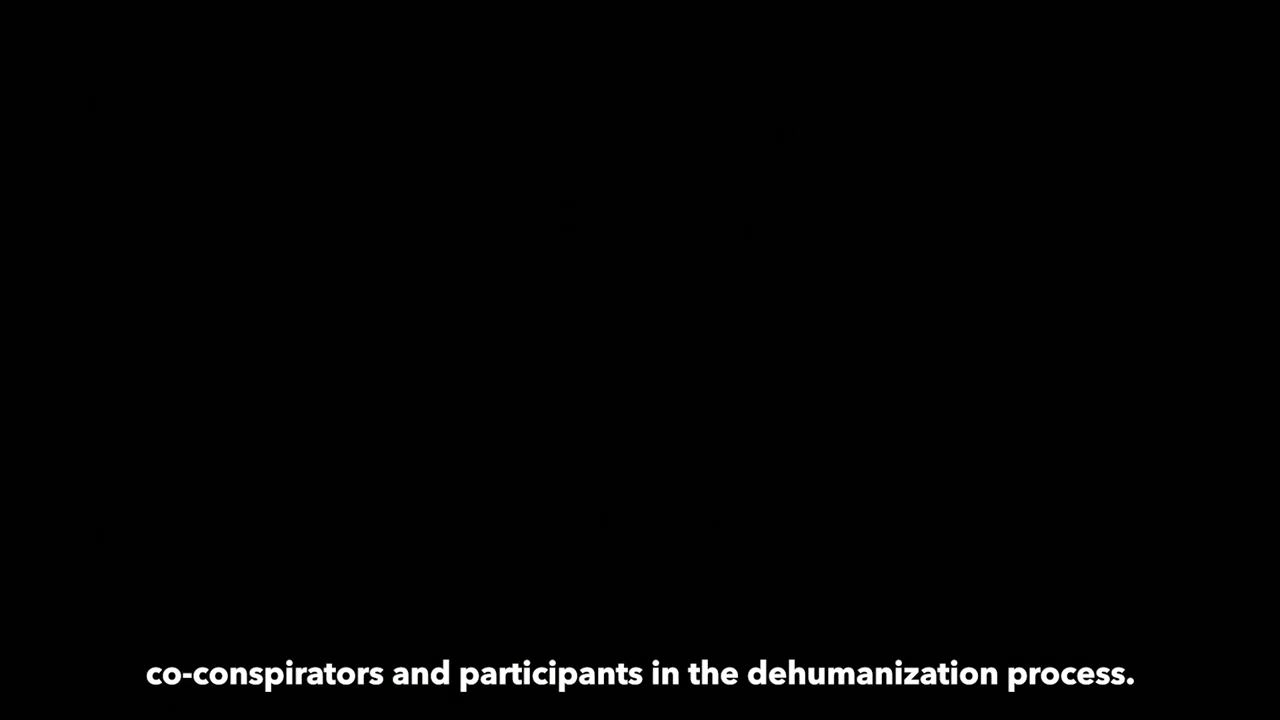 co-conspirators and participants in the dehumanization process.